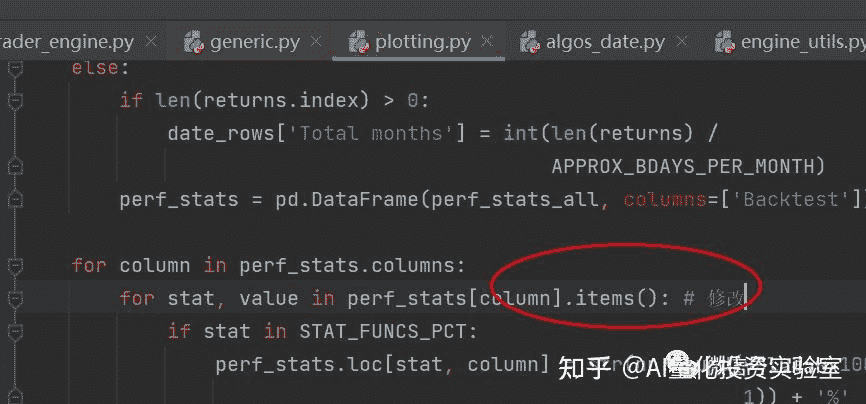 rader_engine.py × generic.py × plotting.py × algos_date.py × engine_utils.py
else:
if len(returns.index) > 0:
date_rows['Total months'] = int(len(returns) /
APPROX_BDAYS_PER_MONTH)
perf_stats = pd.DataFrame(perf_stats_all, columns=['Backtest'])
for column in perf_stats.columns:
for stat, value in perf_stats[column].items(): # 修改
if stat in STAT_FUNCS_PCT:
perf_stats.loc[stat, column]
知乎 @AI量化投资实验室
1)) + '%'